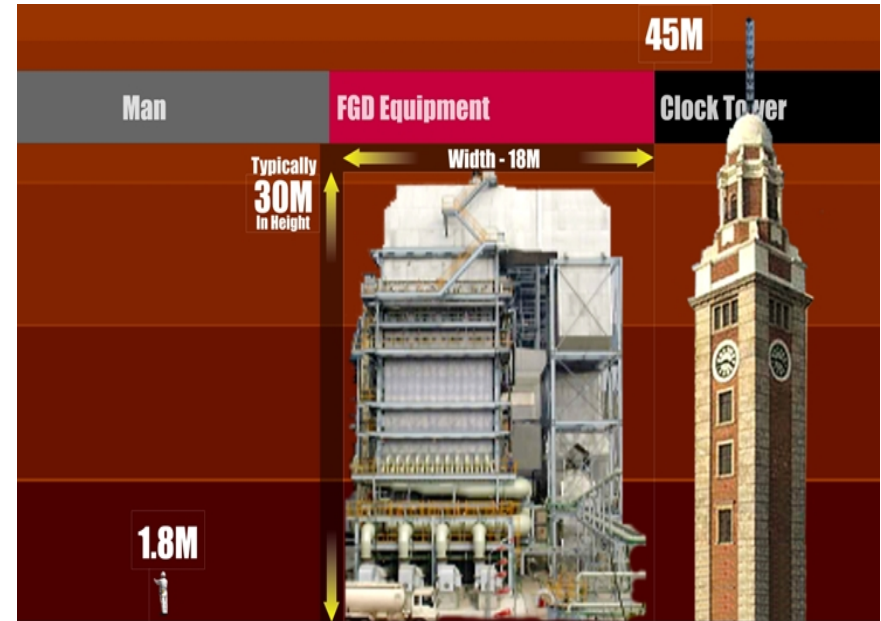 45M
Man
FGD Equipment
Clock Tower
Typically
30M
In Height
Width - 18M
1.8M